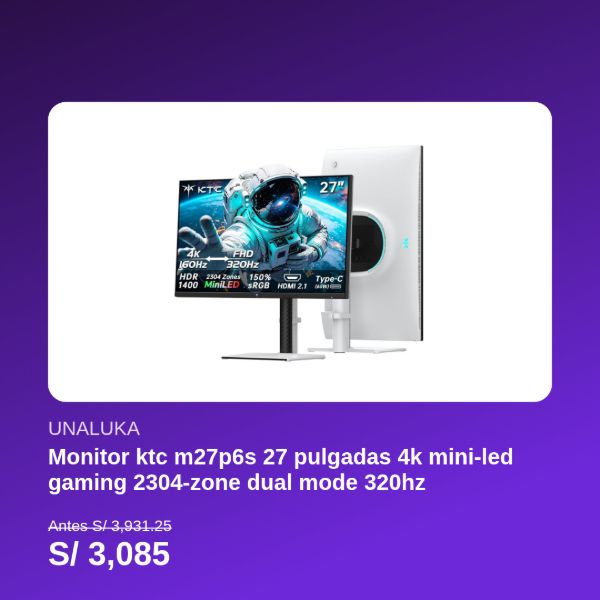 KTC 27"
4K FHD
160Hz 320Hz
HDR 1400
2304 Zones MiniLED
150% sRGB
HDMI 2.1
Type-C
UNALUKA
Monitor ktc m27p6s 27 pulgadas 4k mini-led
gaming 2304-zone dual mode 320hz
Antes S/ 3,931.25
S/ 3,085